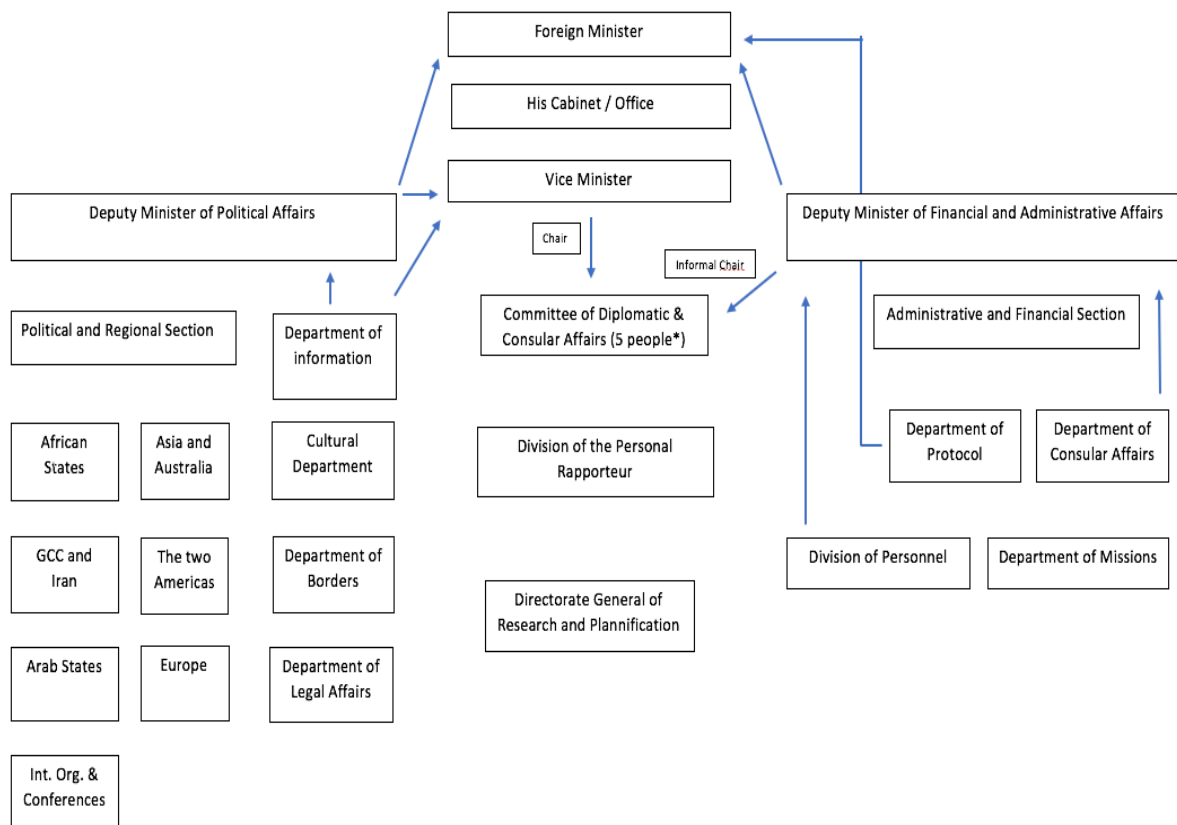 Foreign Minister
His Cabinet / Office
Vice Minister
Deputy Minister of Political Affairs
Deputy Minister of Financial and Administrative Affairs
Chair
Informal Chair
Political and Regional Section
Department of
information
Committee of Diplomatic &
Consular Affairs (5 people*)
Administrative and Financial Section
African
States
Asia and
Australia
Cultural
Department
Division of the Personal
Rapporteur
Department of
Protocol
Department of
Consular Affairs
GCC and
Iran
The two
Americas
Department of
Borders
Directorate General of
Research and Plannification
Division of Personnel
Department of Missions
Arab States
Europe
Department of
Legal Affairs
Int. Org. &
Conferences